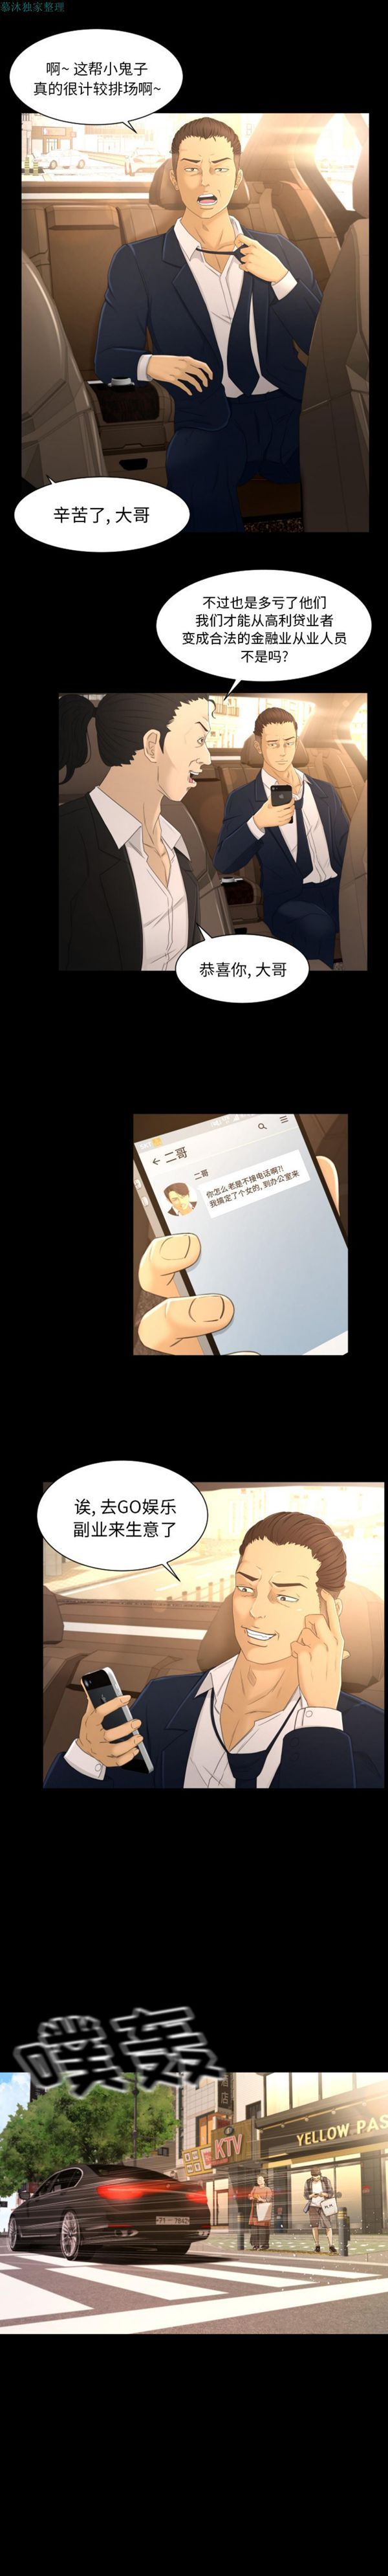 慕沐独家整理
啊~ 这帮小鬼子
真的很计较排场啊~
辛苦了, 大哥
不过也是多亏了他们
我们才能从高利贷业者
变成合法的金融业从业人员
不是吗?
恭喜你, 大哥
← 二哥
二哥
你怎么老是不接电话啊?!
我搞定了个女的, 到办公室来
诶, 去GO娱乐
副业来生意了
噗轰
KTV
YELLOW PAS